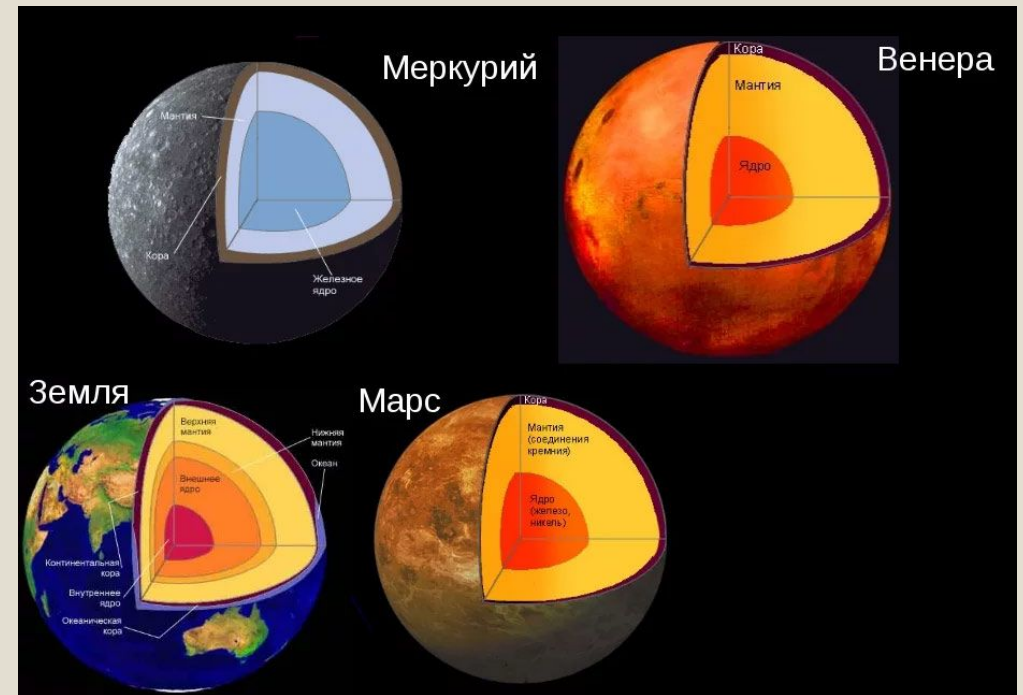 Меркурий
Мантия
Кора
Железное
ядро
Венера
Кора
Мантия
Ядро
Земля
Верхняя
мантия
Нижняя
мантия
Океан
Внешнее
ядро
Континентальная
кора
Внутреннее
ядро
Океаническая
кора
Марс
Кора
Мантия
(соединения
кремния)
Ядро
(железо,
никель)